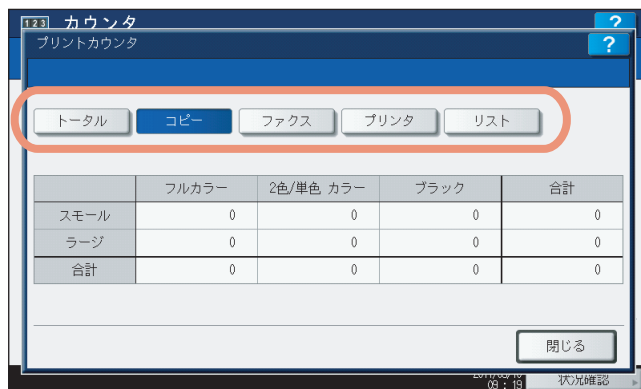 123 カウンタ ?
プリントカウンタ ?
トータル コピー ファクス プリンタ リスト
フルカラー 2色/単色 カラー ブラック 合計
スモール 0 0 0 0
ラージ 0 0 0 0
合計 0 0 0 0
閉じる
09 : 19 状況確認